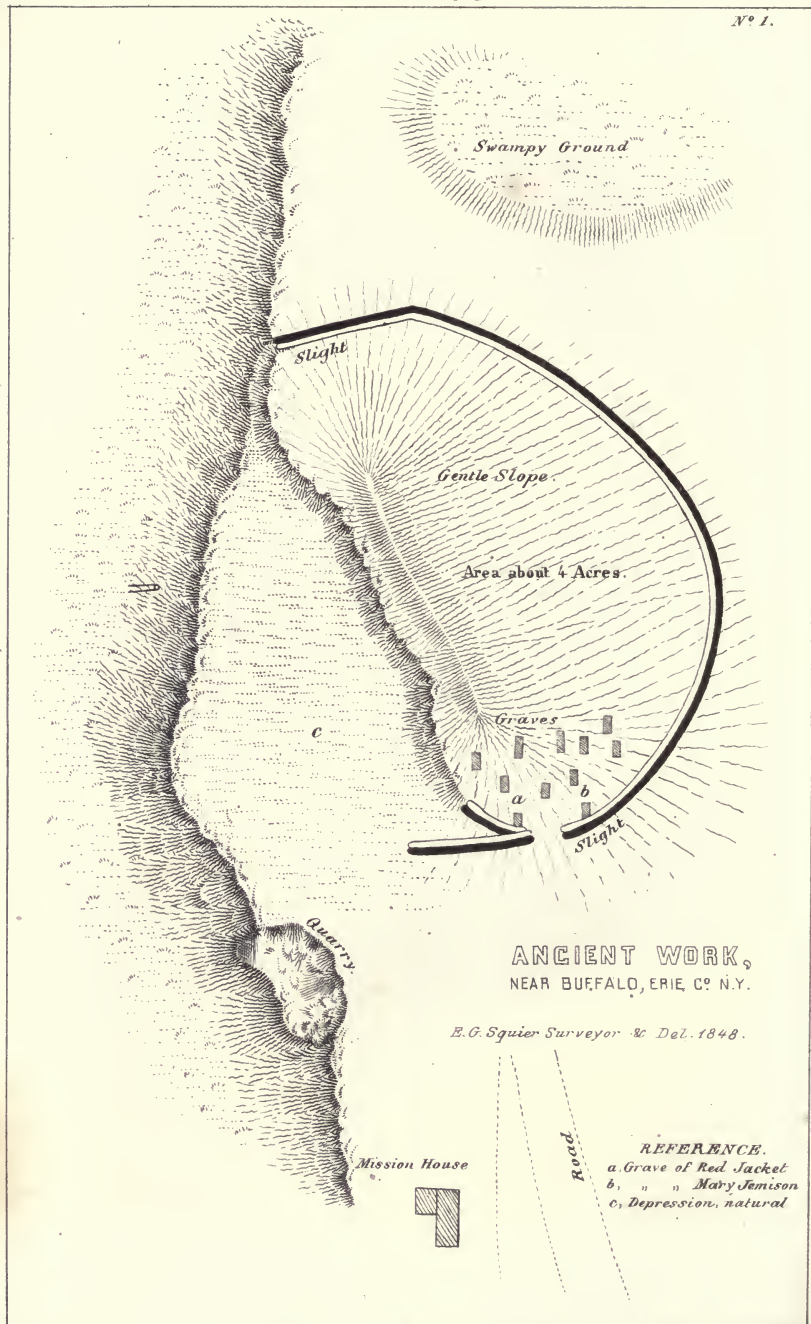 Nº 1.
Swampy Ground
Slight
Gentle Slope.
Area about 4 Acres.
Graves
c
a
b
Slight
Quarry.
ANCIENT WORK,
NEAR BUFFALO, ERIE Cº N.Y.
E.G. Squier Surveyor & Del. 1848.
Road
Mission House
REFERENCE.
a. Grave of Red Jacket
b, „ „ Mary Jemison
c, Depression, natural